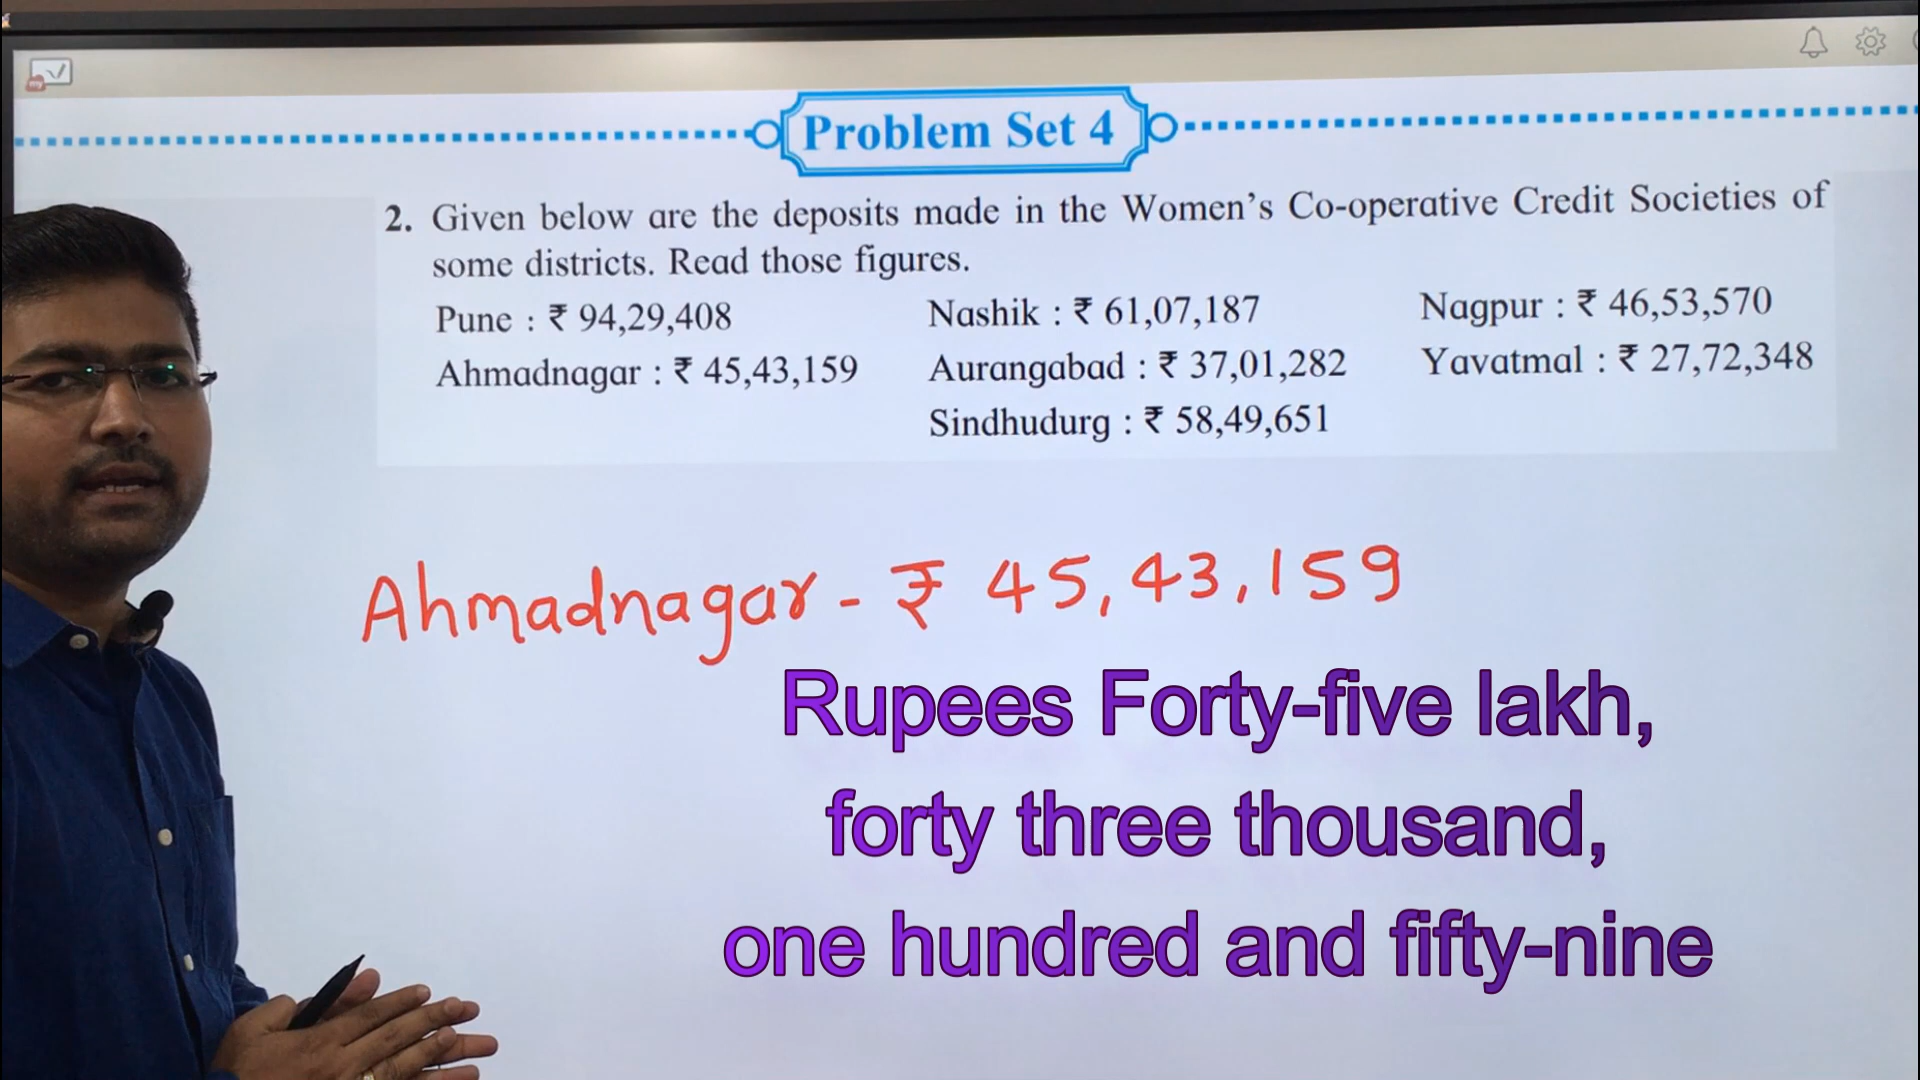 Problem Set 4
2. Given below are the deposits made in the Women's Co-operative Credit Societies of
some districts. Read those figures.
Pune : ₹ 94,29,408 Nashik : ₹ 61,07,187 Nagpur : ₹ 46,53,570
Ahmadnagar : ₹ 45,43,159 Aurangabad : ₹ 37,01,282 Yavatmal : ₹ 27,72,348
Sindhudurg : ₹ 58,49,651
Ahmadnagar - ₹ 45,43,159
Rupees Forty-five lakh,
forty three thousand,
one hundred and fifty-nine